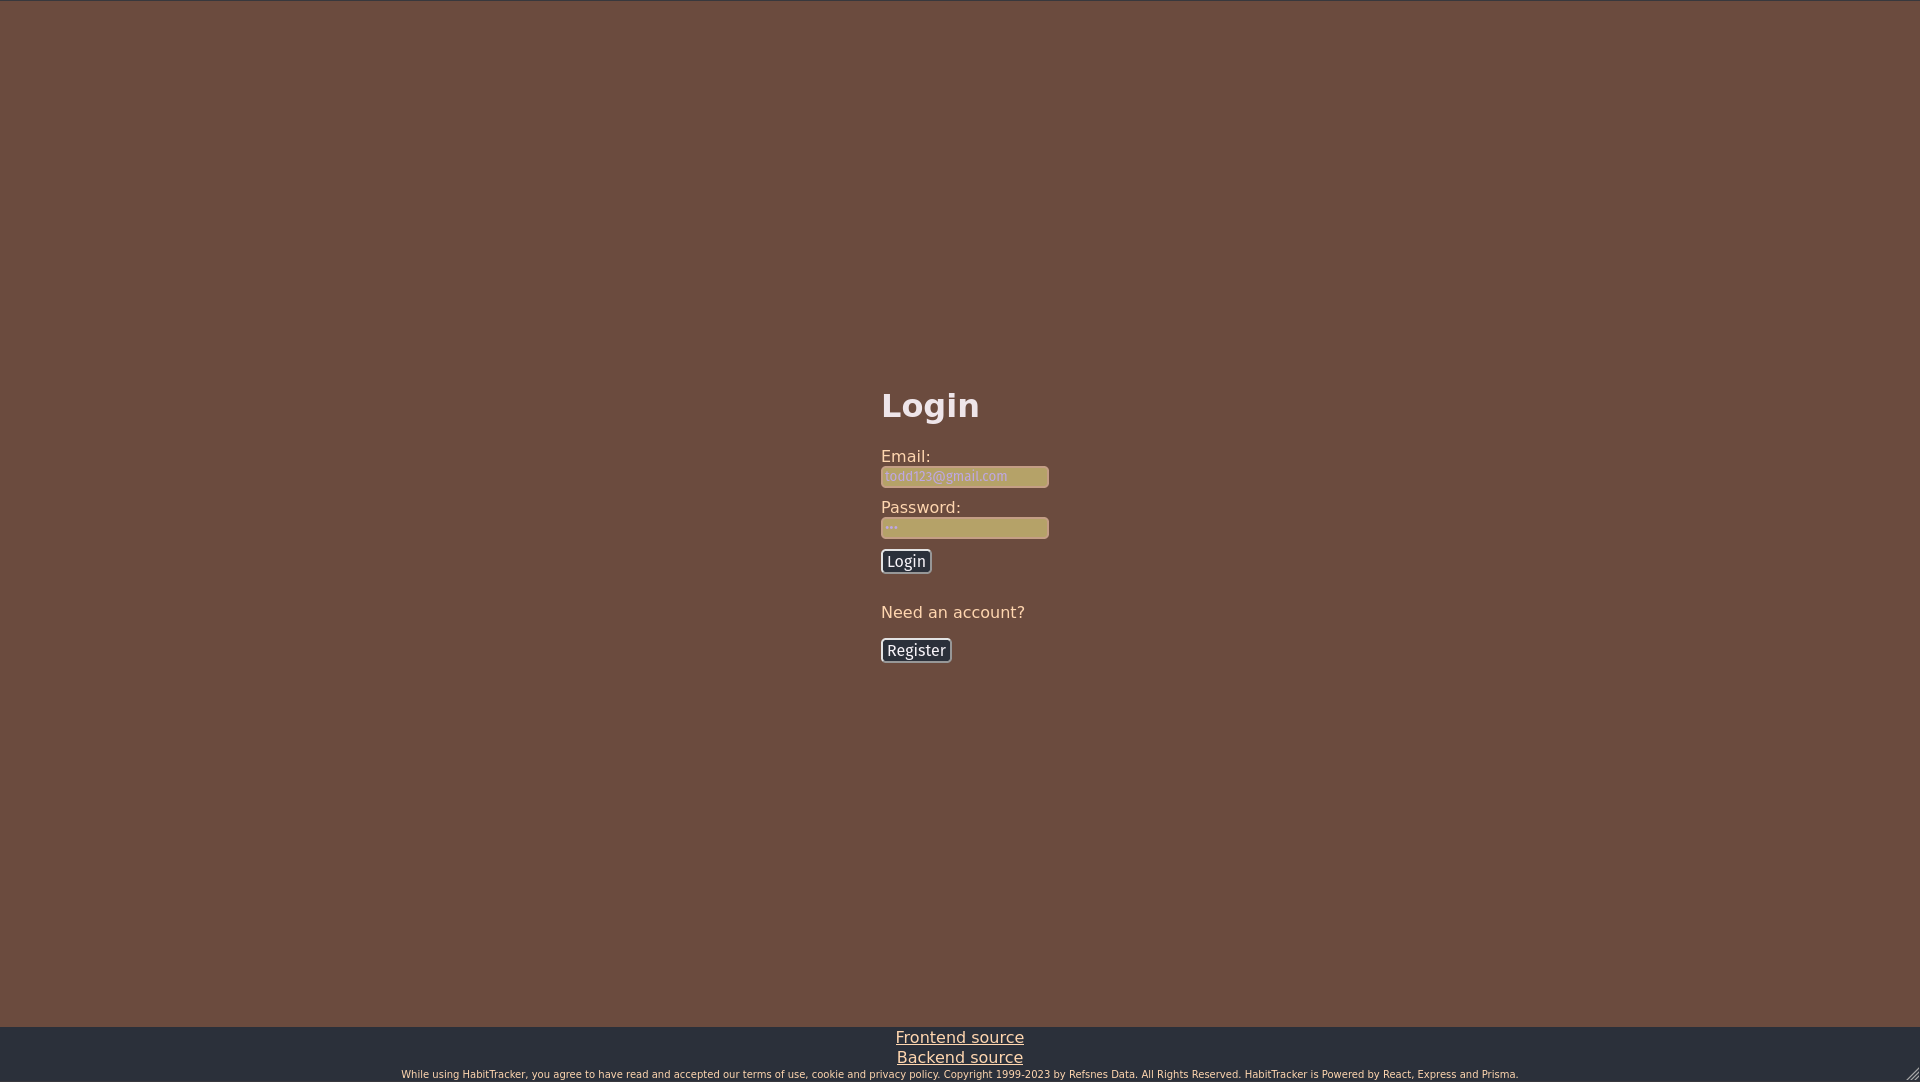 Login
Email:
todd123@gmail.com
Password:
•••
Login
Need an account?
Register
Frontend source
Backend source
While using HabitTracker, you agree to have read and accepted our terms of use, cookie and privacy policy. Copyright 1999-2023 by Refsnes Data. All Rights Reserved. HabitTracker is Powered by React, Express and Prisma.